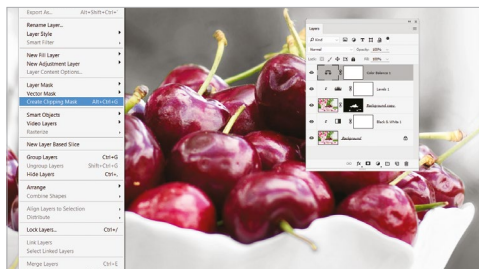 Export As... Alt+Shift+Ctrl+'
Rename Layer...
Layer Style
Smart Filter
New Fill Layer
New Adjustment Layer
Layer Content Options...
Layer Mask
Vector Mask
Create Clipping Mask Alt+Ctrl+G
Smart Objects
Video Layers
Rasterize
New Layer Based Slice
Group Layers Ctrl+G
Ungroup Layers Shift+Ctrl+G
Hide Layers Ctrl+,
Arrange
Combine Shapes
Align Layers to Selection
Distribute
Lock Layers... Ctrl+/
Link Layers
Select Linked Layers
Merge Layers Ctrl+E
Layers
Kind
Normal Opacity: 100%
Lock: Fill: 100%
Color Balance 1
Levels 1
Background copy
Black & White 1
Background
fx